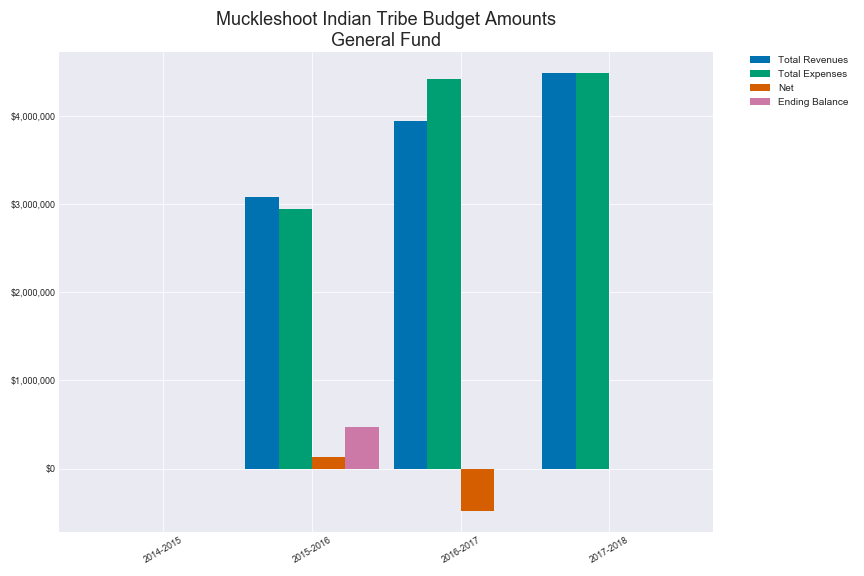 Muckleshoot Indian Tribe Budget Amounts
General Fund
Total Revenues
Total Expenses
Net
Ending Balance
$4,000,000
$3,000,000
$2,000,000
$1,000,000
$0
2014-2015
2015-2016
2016-2017
2017-2018